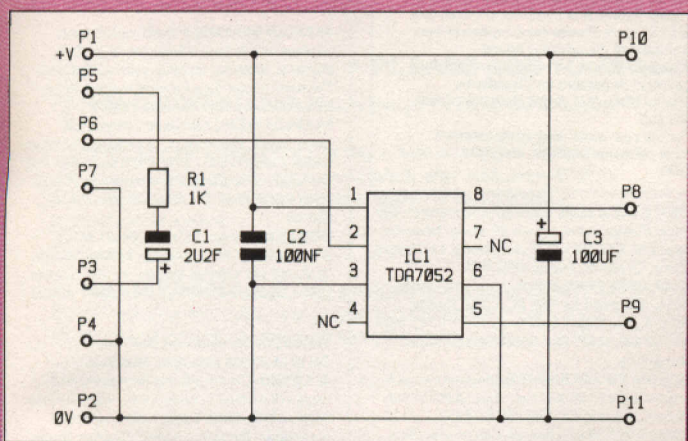 P1
+V
P5
P6
P7
P3
P4
P2
0V
R1
1K
C1
2U2F
+
C2
100NF
1
2
3
4
NC
IC1
TDA7052
8
7
NC
6
5
+
C3
100UF
P10
P8
P9
P11